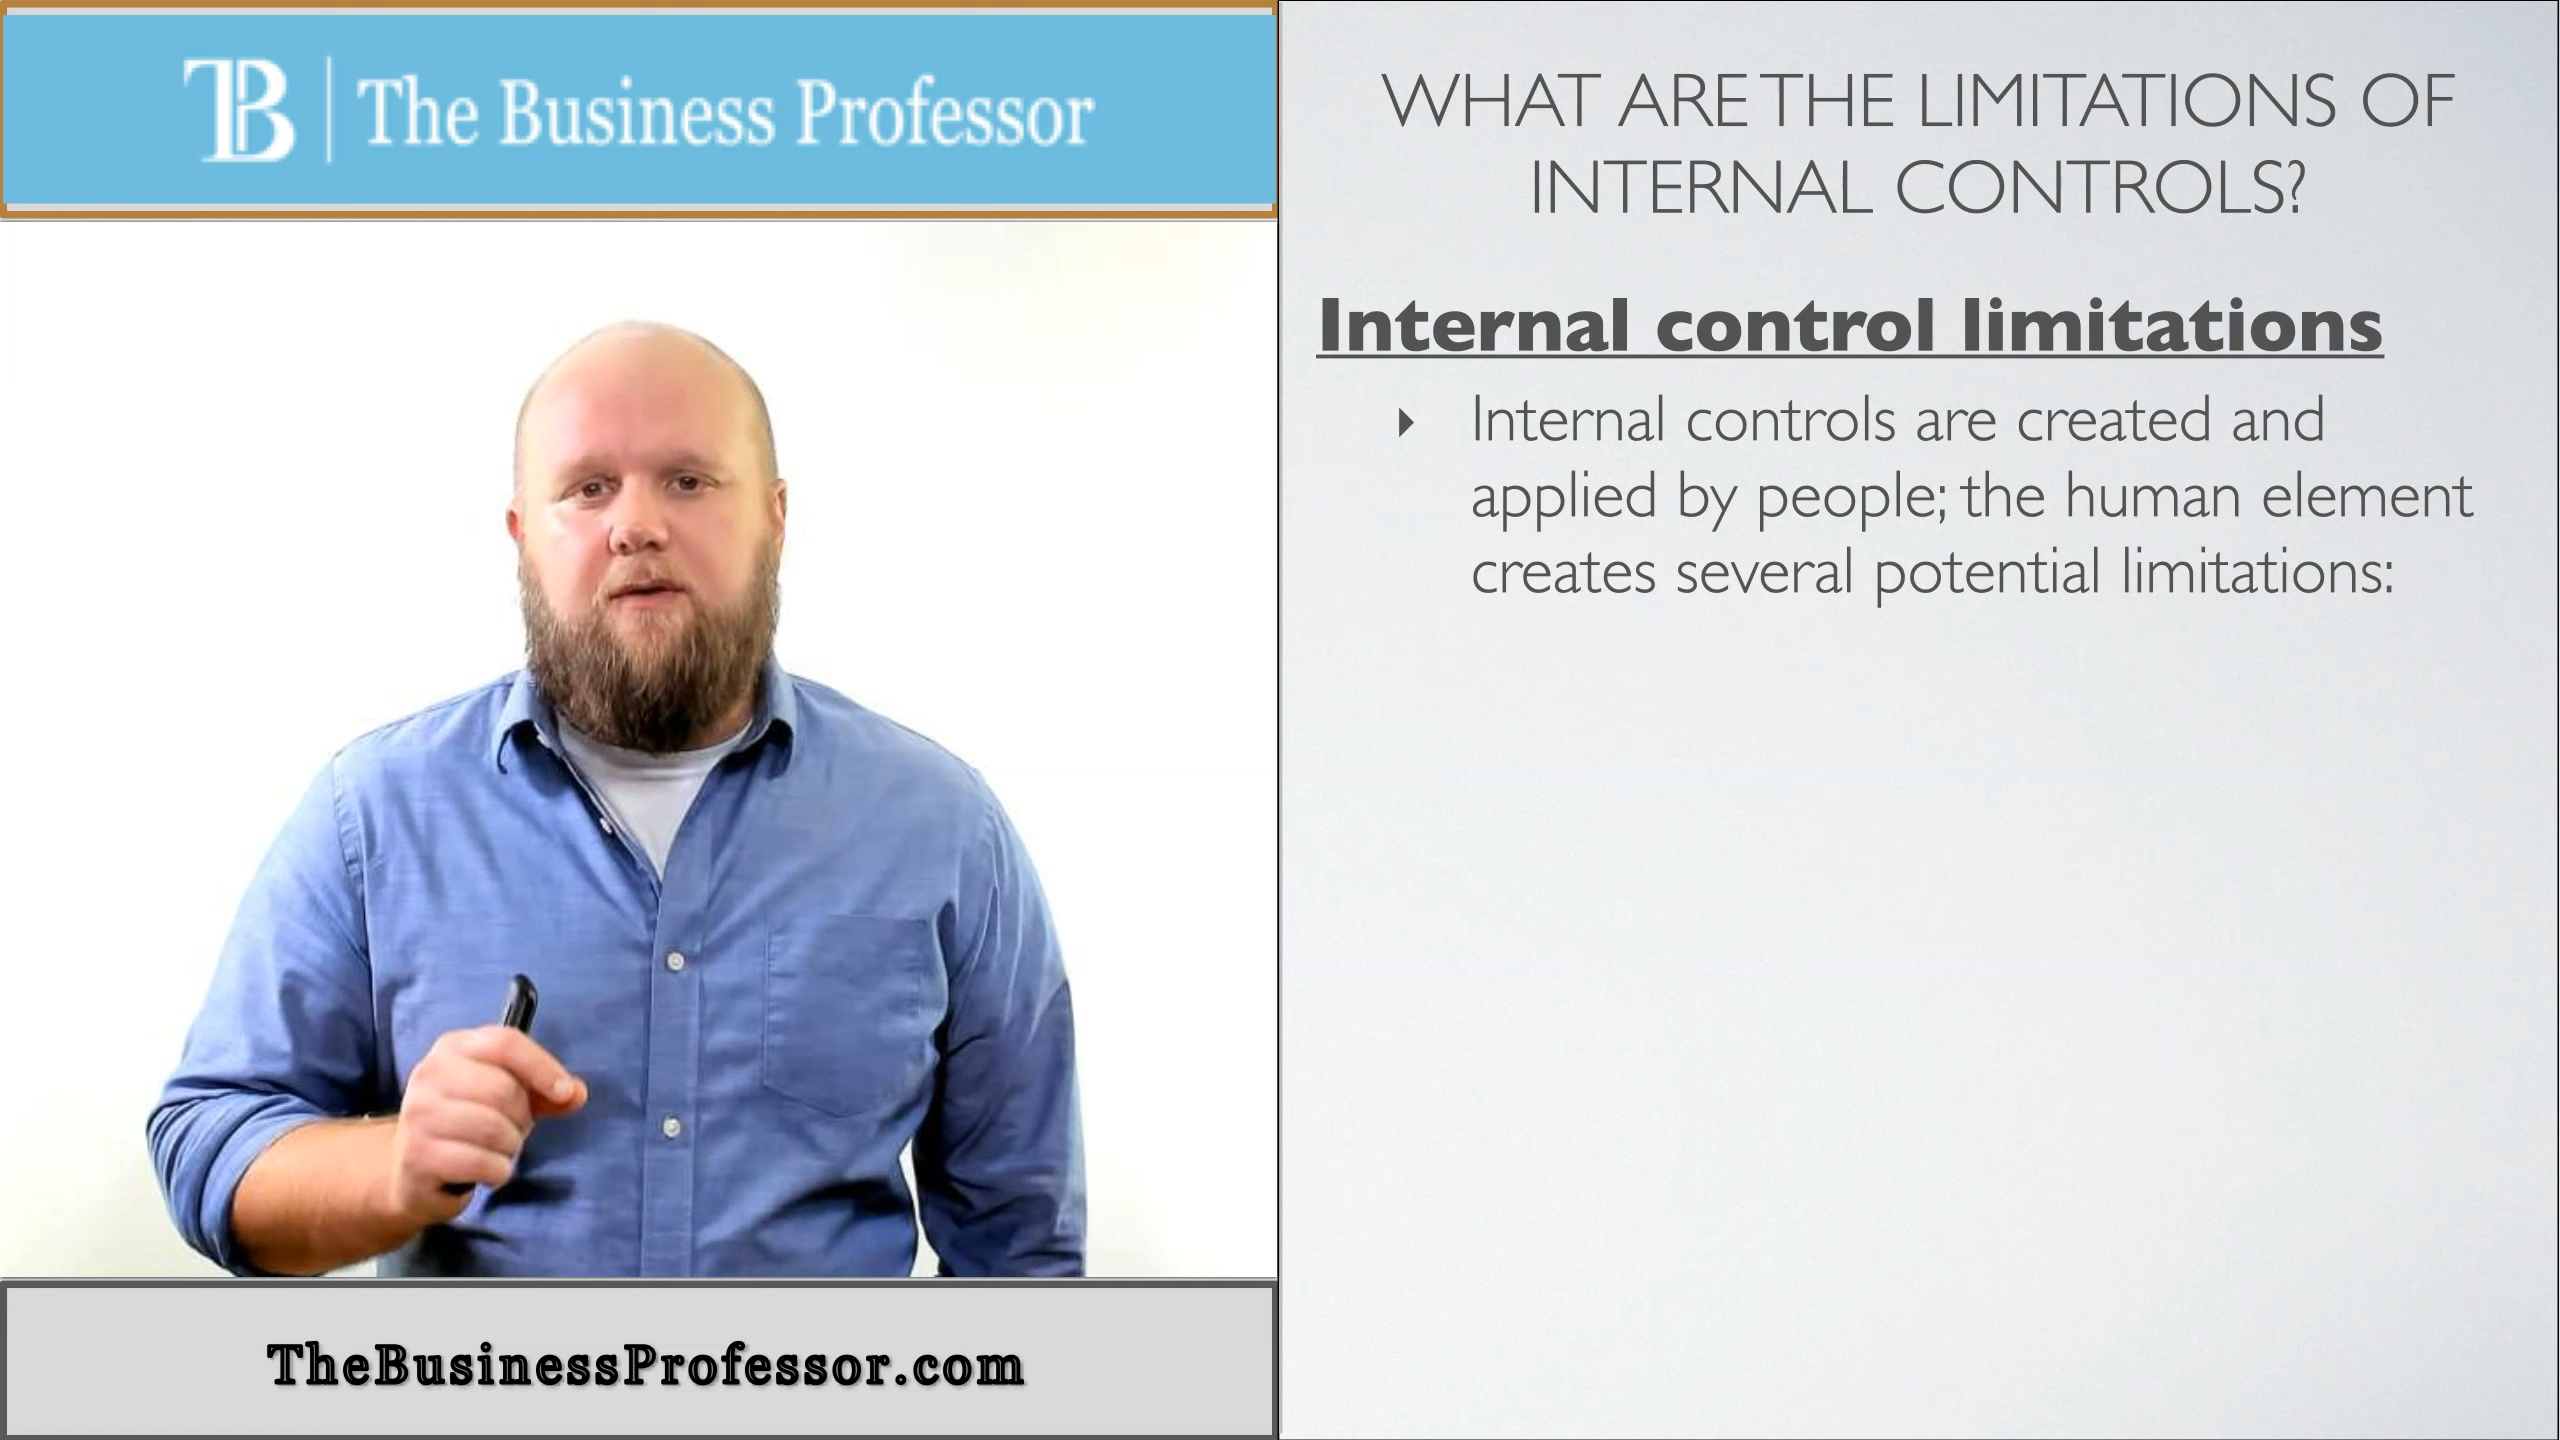 TB The Business Professor
WHAT ARE THE LIMITATIONS OF
INTERNAL CONTROLS?
Internal control limitations
Internal controls are created and
applied by people; the human element
creates several potential limitations:
TheBusinessProfessor.com